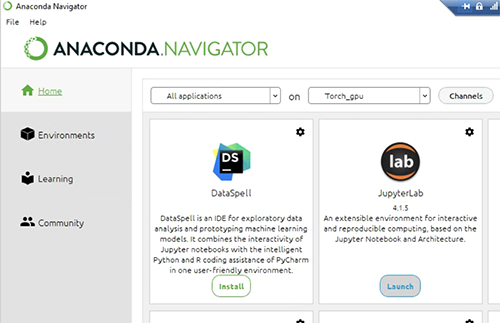 Anaconda Navigator
File Help
ANACONDA.NAVIGATOR
Home
Environments
Learning
Community
All applications on 'Torch_gpu Channels
DS
DataSpell
DataSpell is an IDE for exploratory data
analysis and prototyping machine learning
models. It combines the interactivity of
Jupyter notebooks with the intelligent
Python and R coding assistance of PyCharm
in one user-friendly environment.
Install
lab
JupyterLab
4.1.5
An extensible environment for interactive
and reproducible computing, based on the
Jupyter Notebook and Architecture.
Launch